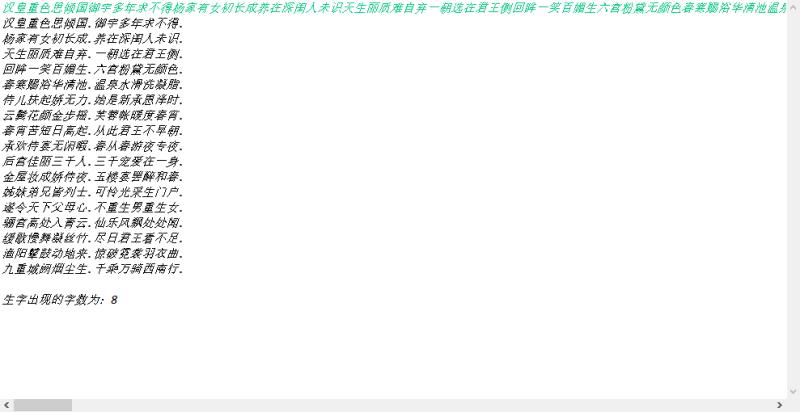 汉皇重色思倾国御宇多年求不得杨家有女初长成养在深闺人未识天生丽质难自弃一朝选在君王侧回眸一笑百媚生六宫粉黛无颜色春寒赐浴华清池温泉
汉皇重色思倾国.御宇多年求不得.
杨家有女初长成.养在深闺人未识.
天生丽质难自弃.一朝选在君王侧.
回眸一笑百媚生.六宫粉黛无颜色.
春寒赐浴华清池.温泉水滑洗凝脂.
侍儿扶起娇无力.始是新承恩泽时.
云鬓花颜金步摇.芙蓉帐暖度春宵.
春宵苦短日高起.从此君王不早朝.
承欢侍宴无闲暇.春从春游夜专夜.
后宫佳丽三千人.三千宠爱在一身.
金屋妆成娇侍夜.玉楼宴罢醉和春.
姊妹弟兄皆列士.可怜光采生门户.
遂令天下父母心.不重生男重生女.
骊宫高处入青云.仙乐风飘处处闻.
缓歌慢舞凝丝竹.尽日君王看不足.
渔阳鼙鼓动地来.惊破霓裳羽衣曲.
九重城阙烟尘生.千乘万骑西南行.
生字出现的字数为: 8